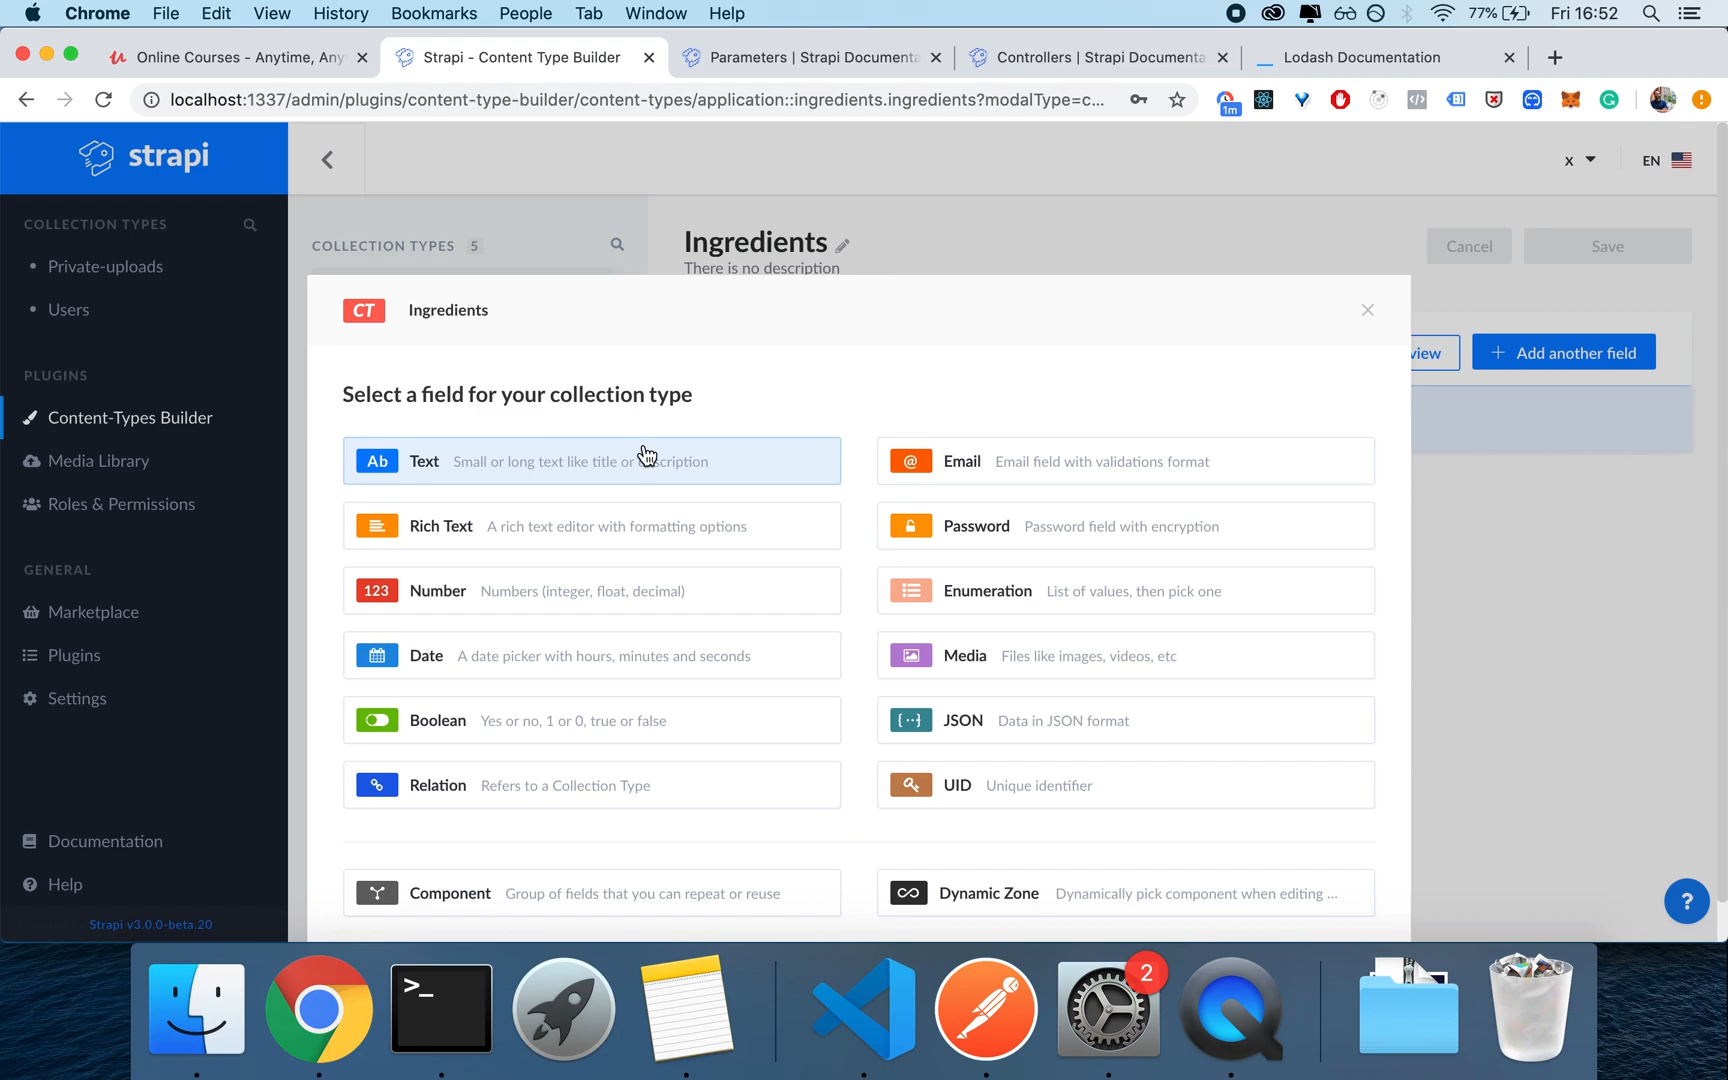 Chrome File Edit View History Bookmarks People Tab Window Help 77% Fri 16:52
Online Courses - Anytime, Any
Strapi - Content Type Builder
Parameters | Strapi Documenta
Controllers | Strapi Documenta
Lodash Documentation
localhost:1337/admin/plugins/content-type-builder/content-types/application::ingredients.ingredients?modalType=c...
1m
strapi
x
EN
COLLECTION TYPES
Private-uploads
Users
PLUGINS
Content-Types Builder
Media Library
Roles & Permissions
GENERAL
Marketplace
Plugins
Settings
Documentation
Help
Strapi v3.0.0-beta.20
COLLECTION TYPES 5
Ingredients
There is no description
Cancel
Save
view
+ Add another field
CT Ingredients
Select a field for your collection type
Ab Text Small or long text like title or description
@ Email Email field with validations format
Rich Text A rich text editor with formatting options
Password Password field with encryption
123 Number Numbers (integer, float, decimal)
Enumeration List of values, then pick one
Date A date picker with hours, minutes and seconds
Media Files like images, videos, etc
Boolean Yes or no, 1 or 0, true or false
JSON Data in JSON format
Relation Refers to a Collection Type
UID Unique identifier
Component Group of fields that you can repeat or reuse
Dynamic Zone Dynamically pick component when editing ...
?
2